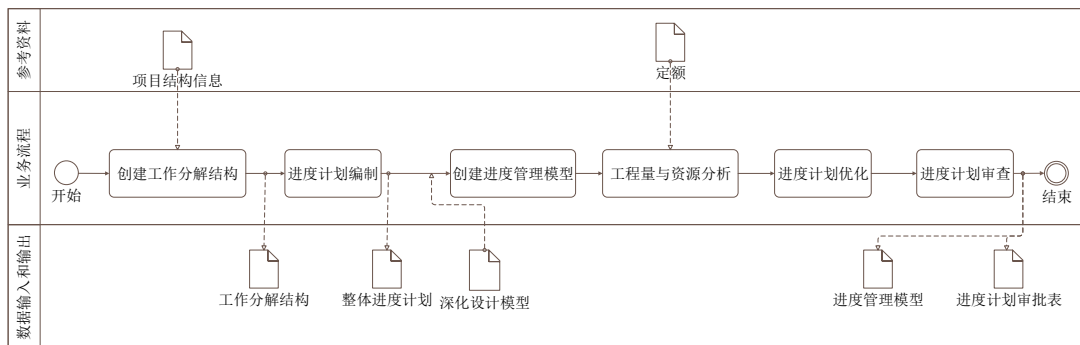 参考资料
项目结构信息
定额
业务流程
开始
创建工作分解结构
进度计划编制
创建进度管理模型
工程量与资源分析
进度计划优化
进度计划审查
结束
数据输入和输出
工作分解结构
整体进度计划
深化设计模型
进度管理模型
进度计划审批表